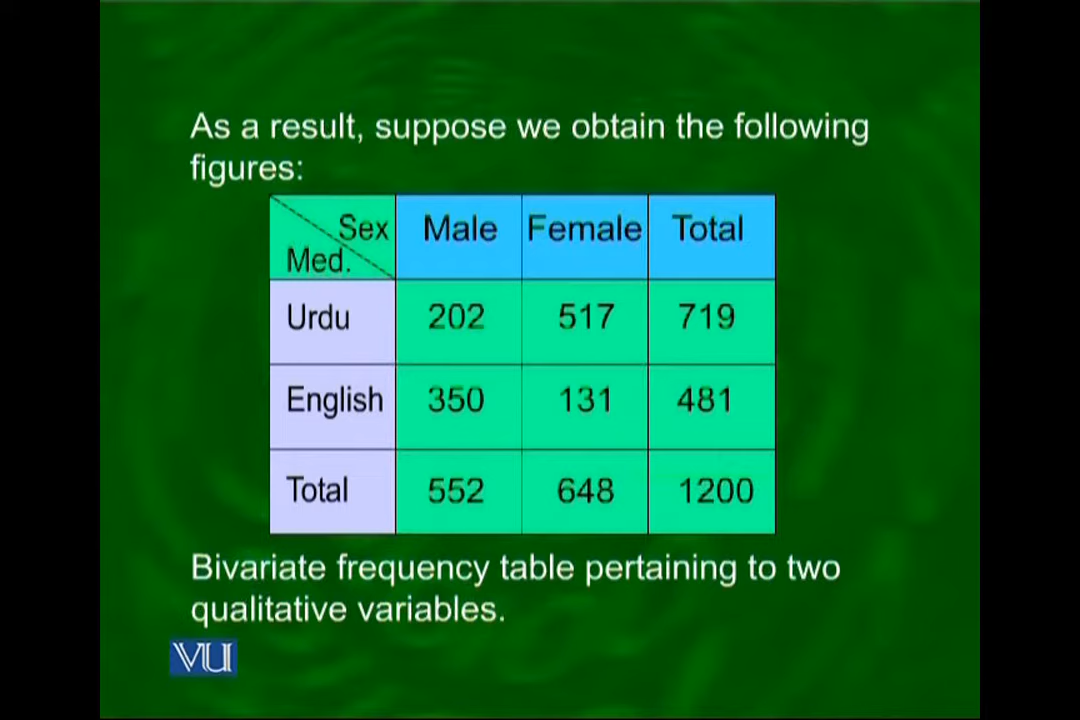 As a result, suppose we obtain the following
figures:
Sex Male Female Total
Med.
Urdu 202 517 719
English 350 131 481
Total 552 648 1200
Bivariate frequency table pertaining to two
qualitative variables.
VU